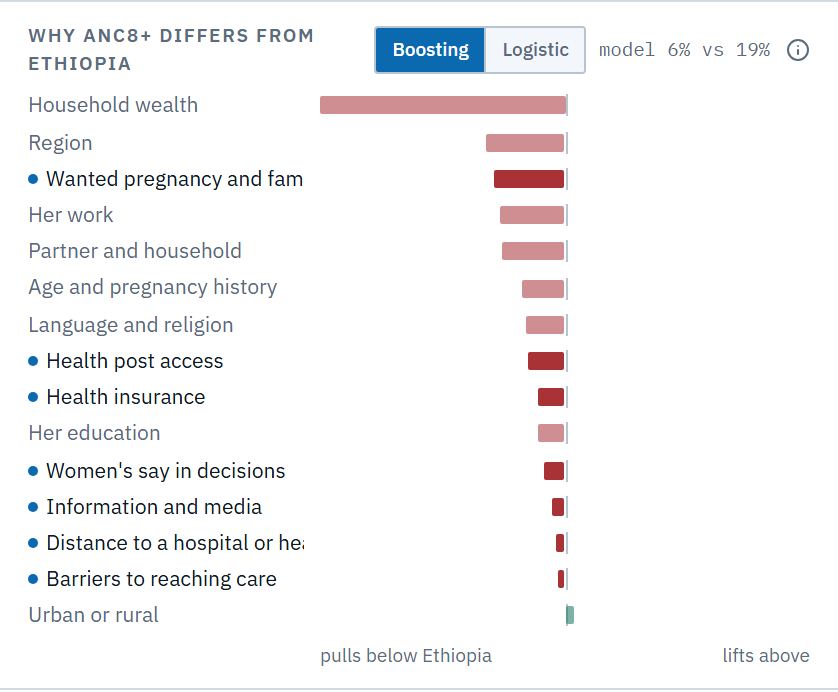 WHY ANC8+ DIFFERS FROM
ETHIOPIA
Boosting
Logistic
model 6% vs 19%
Household wealth
Region
Wanted pregnancy and fam
Her work
Partner and household
Age and pregnancy history
Language and religion
Health post access
Health insurance
Her education
Women's say in decisions
Information and media
Distance to a hospital or hea
Barriers to reaching care
Urban or rural
pulls below Ethiopia
lifts above